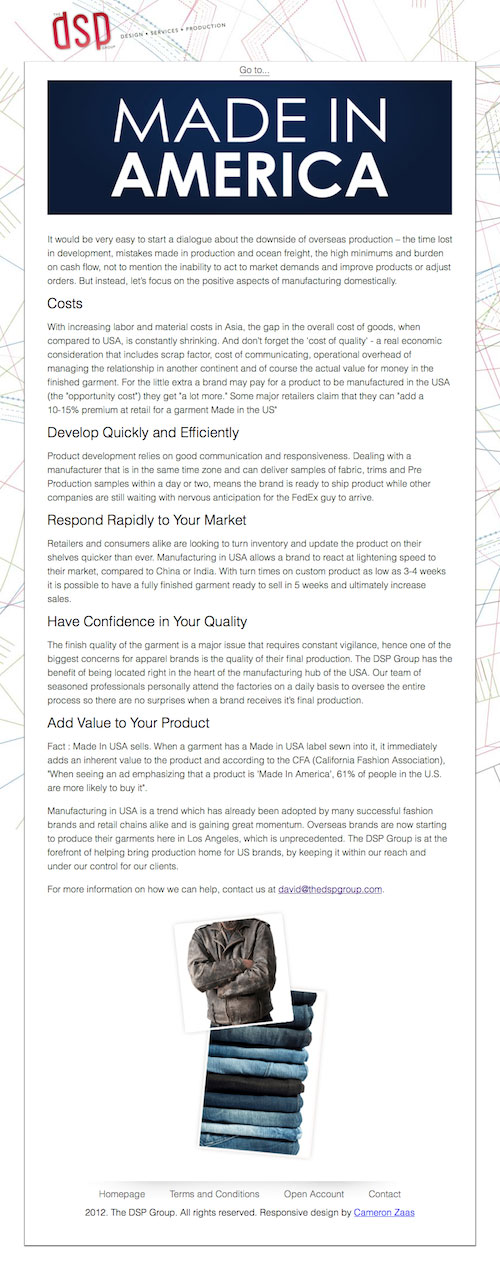 THE
dsp
GROUP
DESIGN • SERVICES • PRODUCTION
Go to...
MADE IN
AMERICA
It would be very easy to start a dialogue about the downside of overseas production – the time lost
in development, mistakes made in production and ocean freight, the high minimums and burden
on cash flow, not to mention the inability to act to market demands and improve products or adjust
orders. But instead, let's focus on the positive aspects of manufacturing domestically.
Costs
With increasing labor and material costs in Asia, the gap in the overall cost of goods, when
compared to USA, is constantly shrinking. And don't forget the 'cost of quality' - a real economic
consideration that includes scrap factor, cost of communicating, operational overhead of
managing the relationship in another continent and of course the actual value for money in the
finished garment. For the little extra a brand may pay for a product to be manufactured in the USA
(the "opportunity cost") they get "a lot more." Some major retailers claim that they can "add a
10-15% premium at retail for a garment Made in the US"
Develop Quickly and Efficiently
Product development relies on good communication and responsiveness. Dealing with a
manufacturer that is in the same time zone and can deliver samples of fabric, trims and Pre
Production samples within a day or two, means the brand is ready to ship product while other
companies are still waiting with nervous anticipation for the FedEx guy to arrive.
Respond Rapidly to Your Market
Retailers and consumers alike are looking to turn inventory and update the product on their
shelves quicker than ever. Manufacturing in USA allows a brand to react at lightening speed to
their market, compared to China or India. With turn times on custom product as low as 3-4 weeks
it is possible to have a fully finished garment ready to sell in 5 weeks and ultimately increase
sales.
Have Confidence in Your Quality
The finish quality of the garment is a major issue that requires constant vigilance, hence one of the
biggest concerns for apparel brands is the quality of their final production. The DSP Group has the
benefit of being located right in the heart of the manufacturing hub of the USA. Our team of
seasoned professionals personally attend the factories on a daily basis to oversee the entire
process so there are no surprises when a brand receives it's final production.
Add Value to Your Product
Fact : Made In USA sells. When a garment has a Made in USA label sewn into it, it immediately
adds an inherent value to the product and according to the CFA (California Fashion Association),
"When seeing an ad emphasizing that a product is 'Made In America', 61% of people in the U.S.
are more likely to buy it".
Manufacturing in USA is a trend which has already been adopted by many successful fashion
brands and retail chains alike and is gaining great momentum. Overseas brands are now starting
to produce their garments here in Los Angeles, which is unprecedented. The DSP Group is at the
forefront of helping bring production home for US brands, by keeping it within our reach and
under our control for our clients.
For more information on how we can help, contact us at david@thedspgroup.com.
Homepage Terms and Conditions Open Account Contact
2012. The DSP Group. All rights reserved. Responsive design by Cameron Zaas